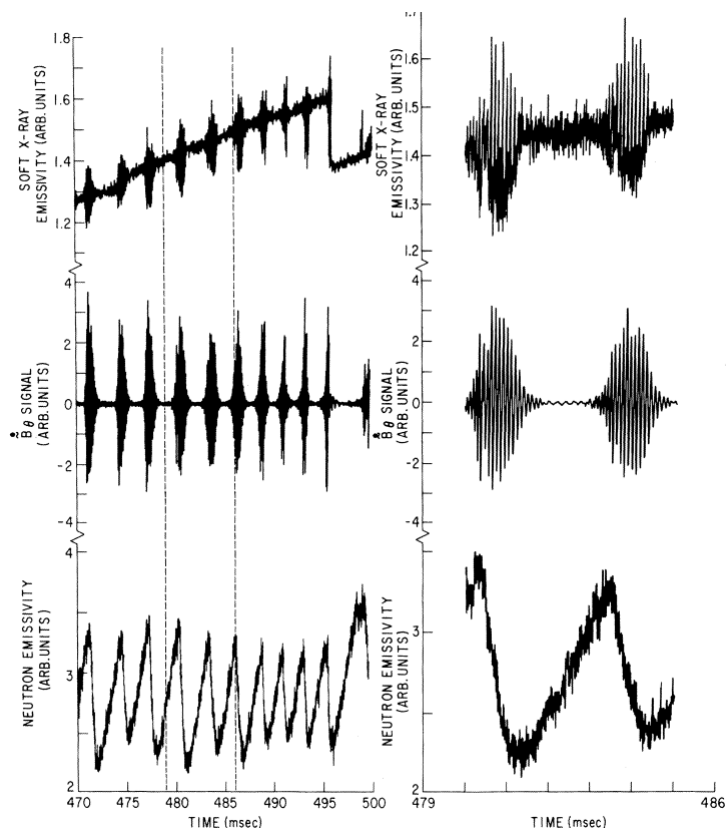 SOFT X-RAY
EMISSIVITY (ARB. UNITS)
1.8
1.6
1.4
1.2
B̃̇ θ SIGNAL
(ARB. UNITS)
4
2
0
-2
-4
NEUTRON EMISSIVITY
(ARB. UNITS)
4
3
2
470 475 480 485 490 495 500
TIME (msec)
SOFT X-RAY
EMISSIVITY (ARB. UNITS)
1.7
1.6
1.5
1.4
1.3
1.2
B̃̇ θ SIGNAL
(ARB. UNITS)
4
2
0
-2
-4
NEUTRON EMISSIVITY
(ARB. UNITS)
3
2
479 486
TIME (msec)